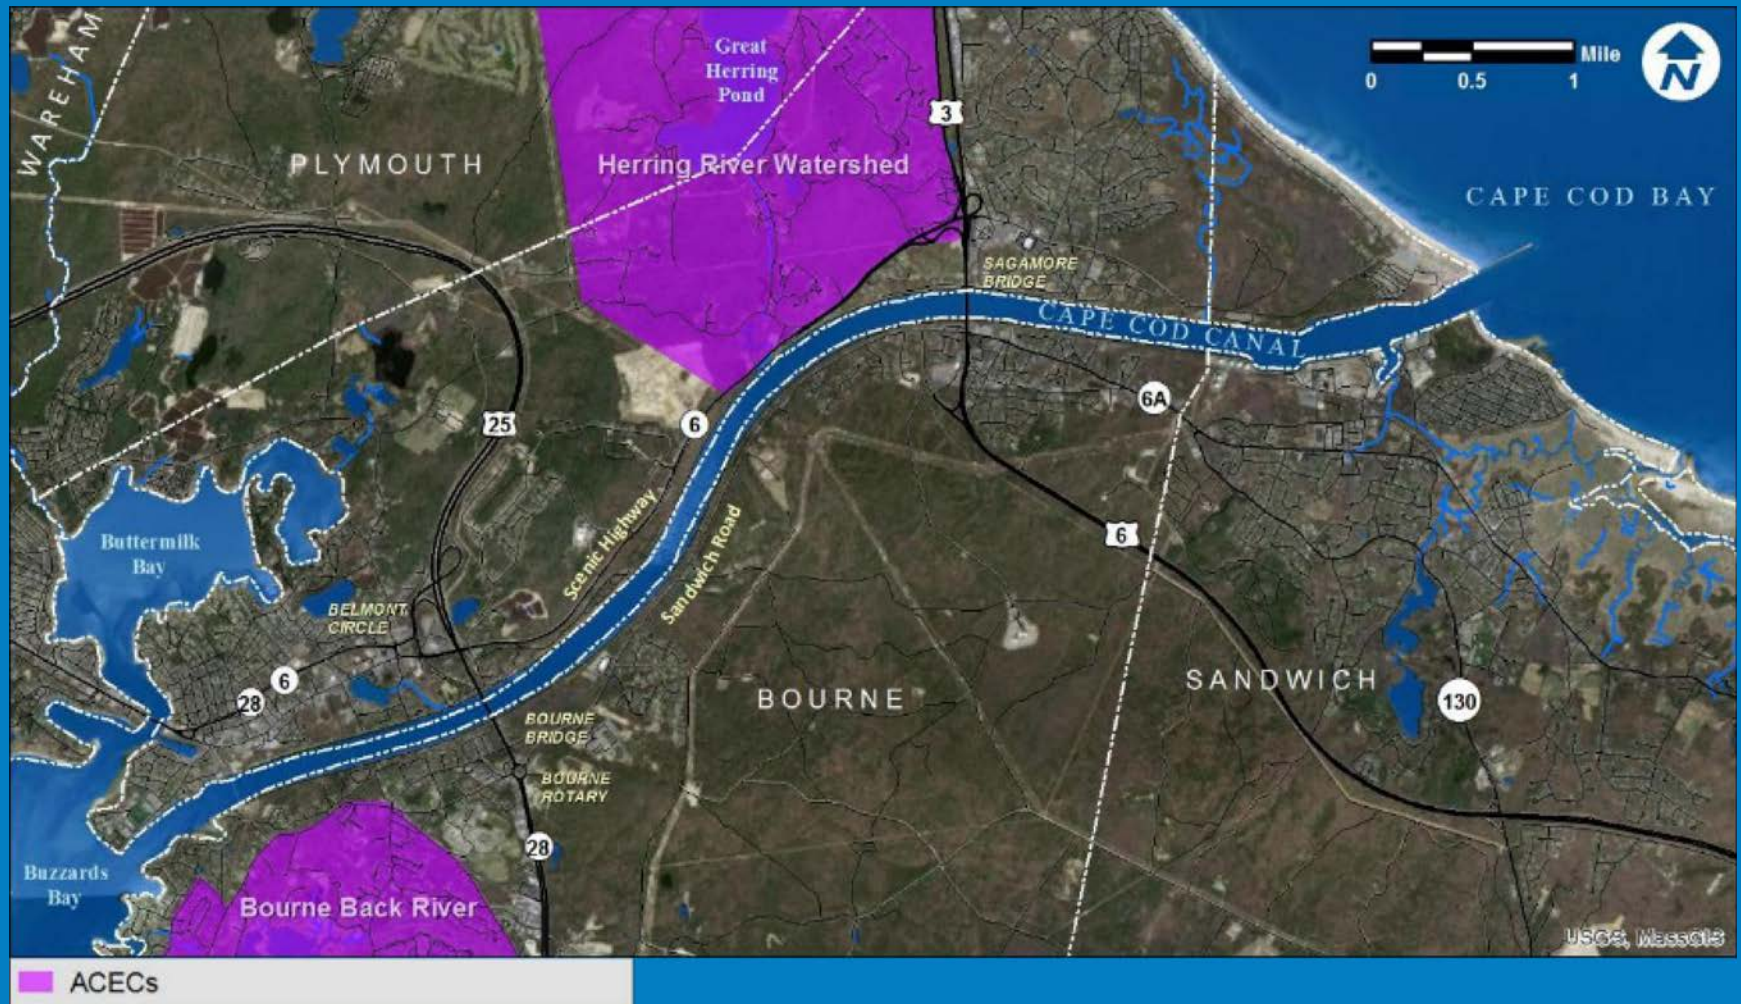 WAREHAM
PLYMOUTH
Great
Herring
Pond
Herring River Watershed
3
Mile
0 0.5 1
N
CAPE COD BAY
SAGAMORE
BRIDGE
CAPE COD CANAL
6A
25
6
Scenic Highway
Sandwich Road
6
Buttermilk
Bay
BELMONT
CIRCLE
6
28
BOURNE
SANDWICH
130
BOURNE
BRIDGE
BOURNE
ROTARY
28
Buzzards
Bay
Bourne Back River
USGS, MassGIS
ACECs